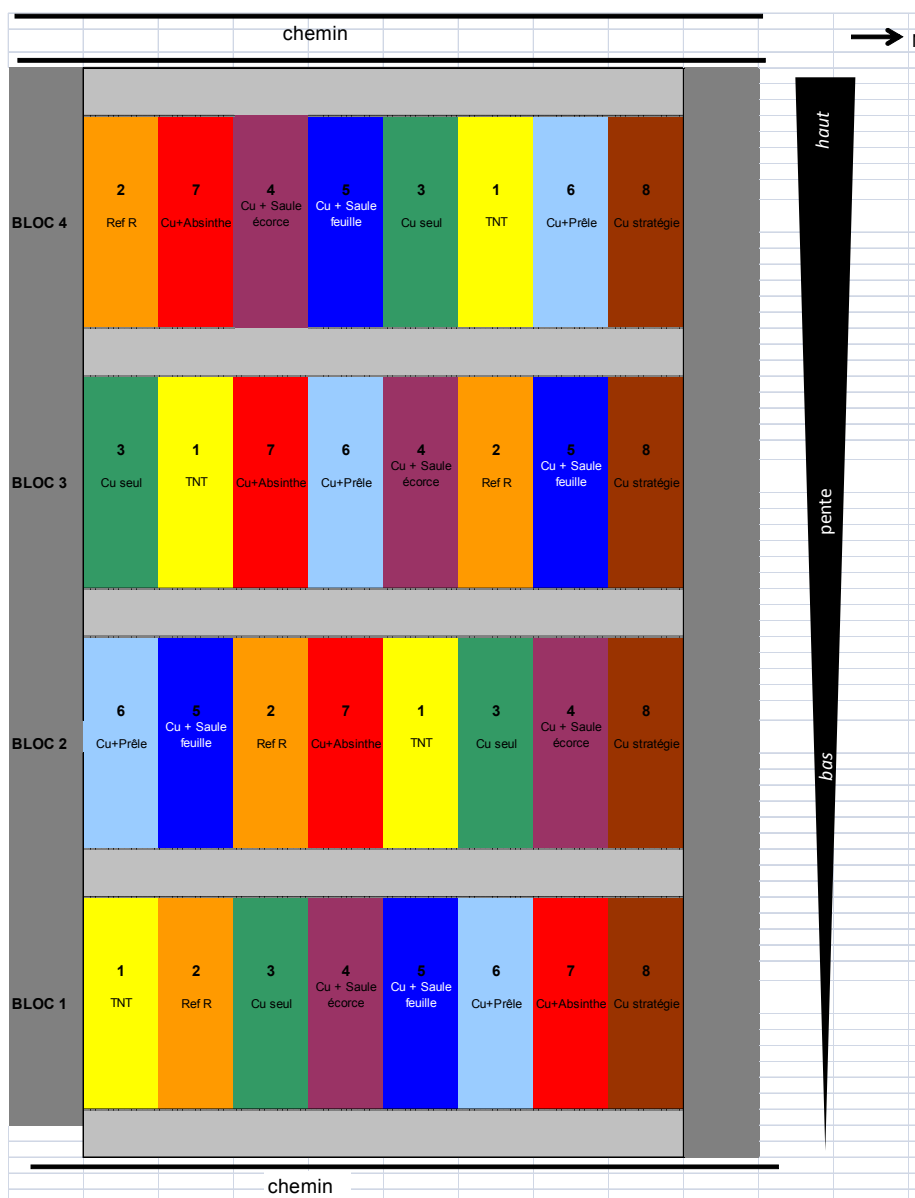 chemin
haut
2 7 4 5 3 1 6 8
BLOC 4 Ref R Cu+Absinthe Cu + Saule écorce Cu + Saule feuille Cu seul TNT Cu+Prêle Cu stratégie
3 1 7 6 4 2 5 8
BLOC 3 Cu seul TNT Cu+Absinthe Cu+Prêle Cu + Saule écorce Ref R Cu + Saule feuille Cu stratégie
pente
6 5 2 7 1 3 4 8
BLOC 2 Cu+Prêle Cu + Saule feuille Ref R Cu+Absinthe TNT Cu seul Cu + Saule écorce Cu stratégie
bas
1 2 3 4 5 6 7 8
BLOC 1 TNT Ref R Cu seul Cu + Saule écorce Cu + Saule feuille Cu+Prêle Cu+Absinthe Cu stratégie
chemin